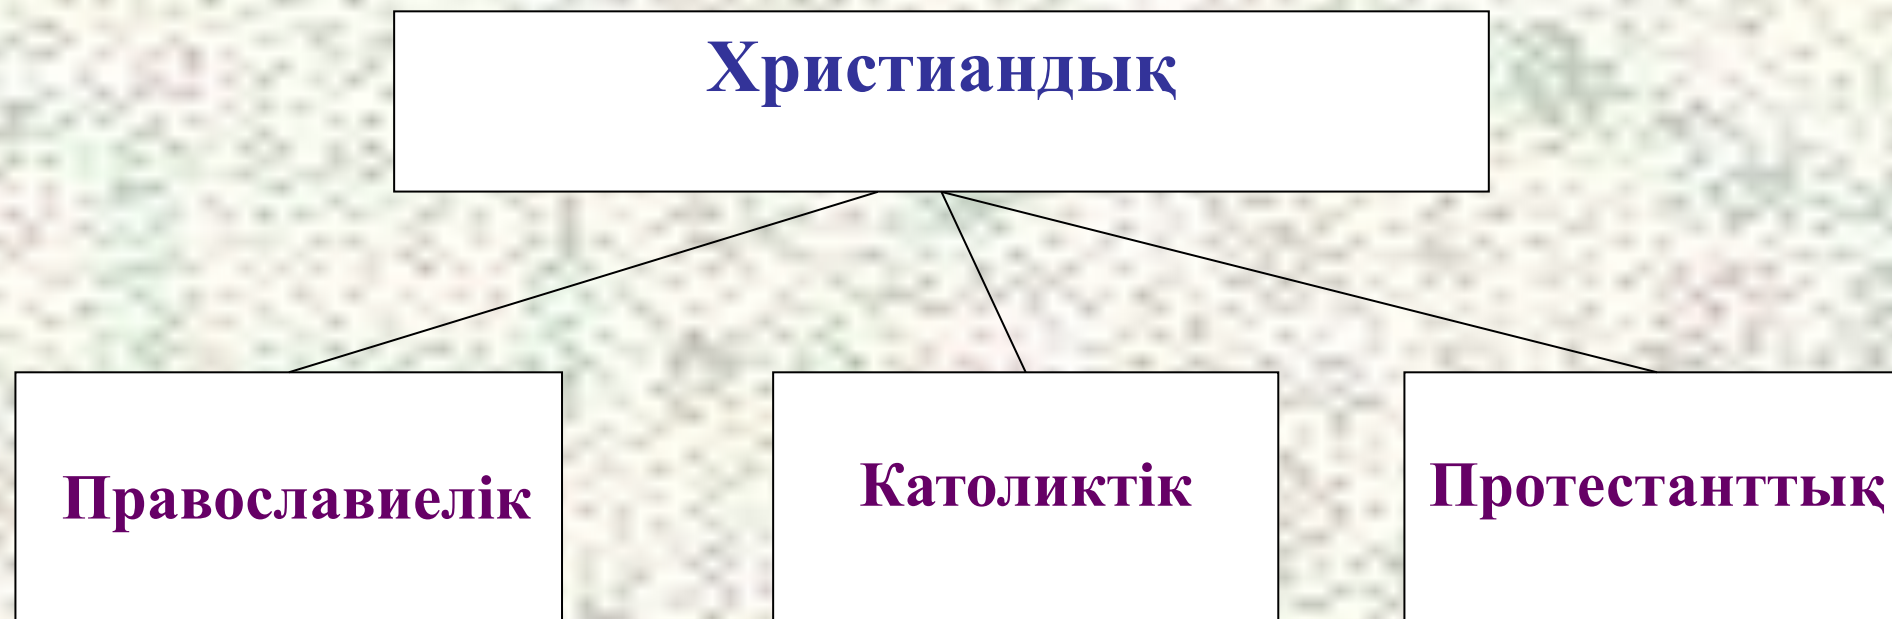 Христиандық
Православиелік
Католиктік
Протестанттық